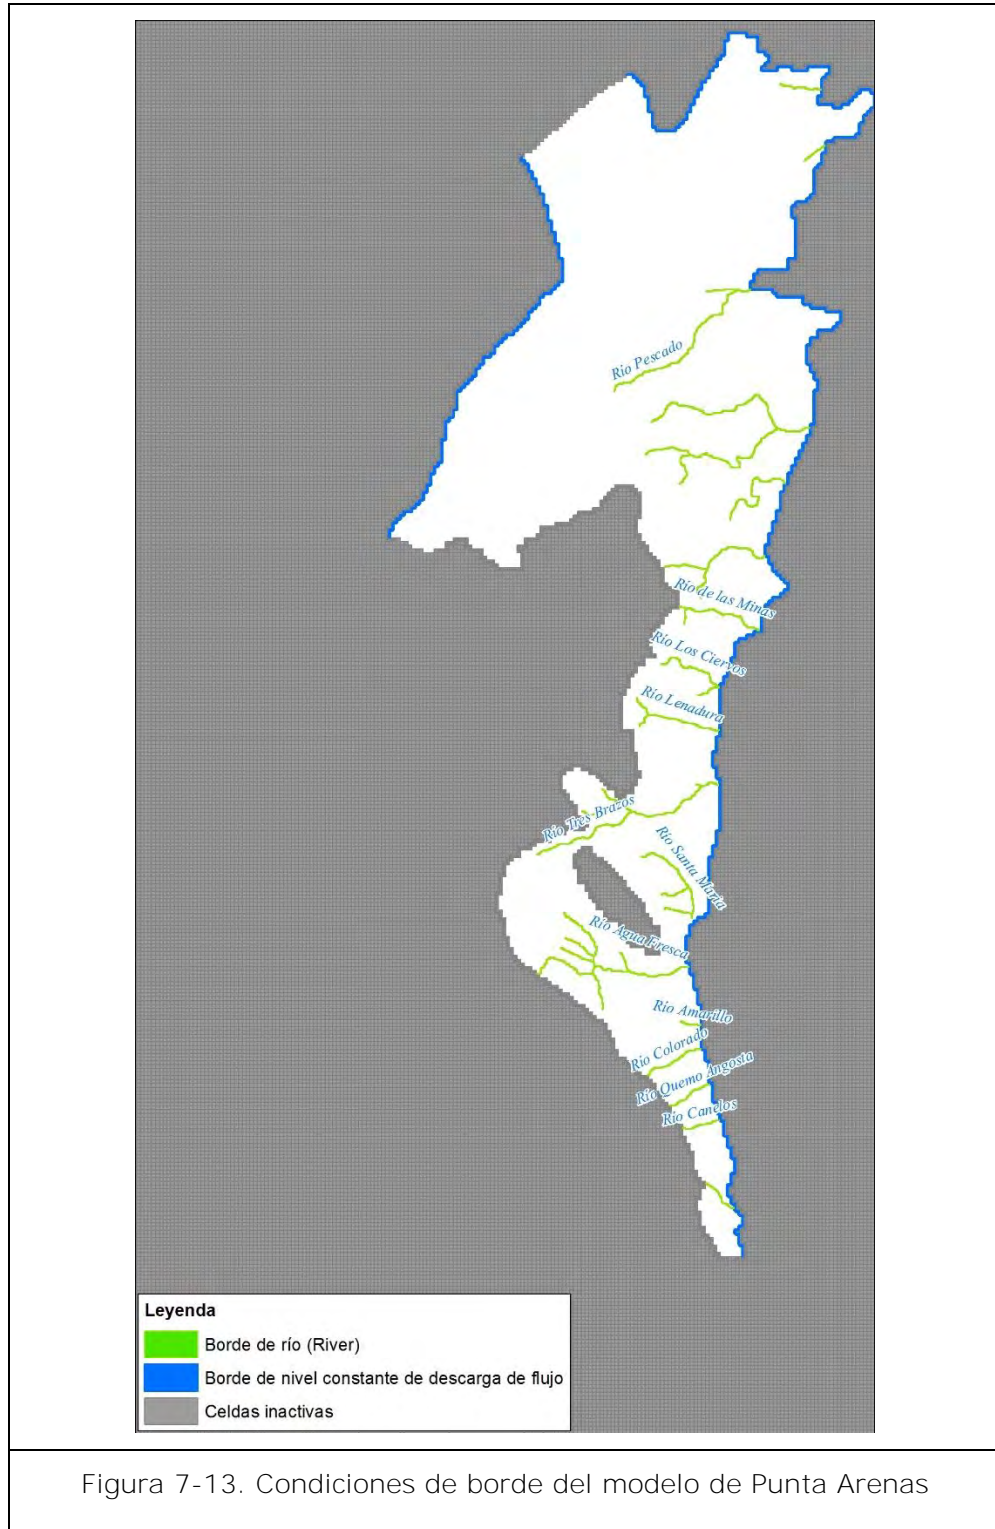 Río Pescado
Río de las Minas
Río Los Ciervos
Río Lenadura
Río Tres Brazos
Río Santa Maria
Río Agua Fresca
Río Amarillo
Río Colorado
Río Quemo Angosta
Río Canelos
Leyenda
Borde de río (River)
Borde de nivel constante de descarga de flujo
Celdas inactivas
Figura 7-13. Condiciones de borde del modelo de Punta Arenas